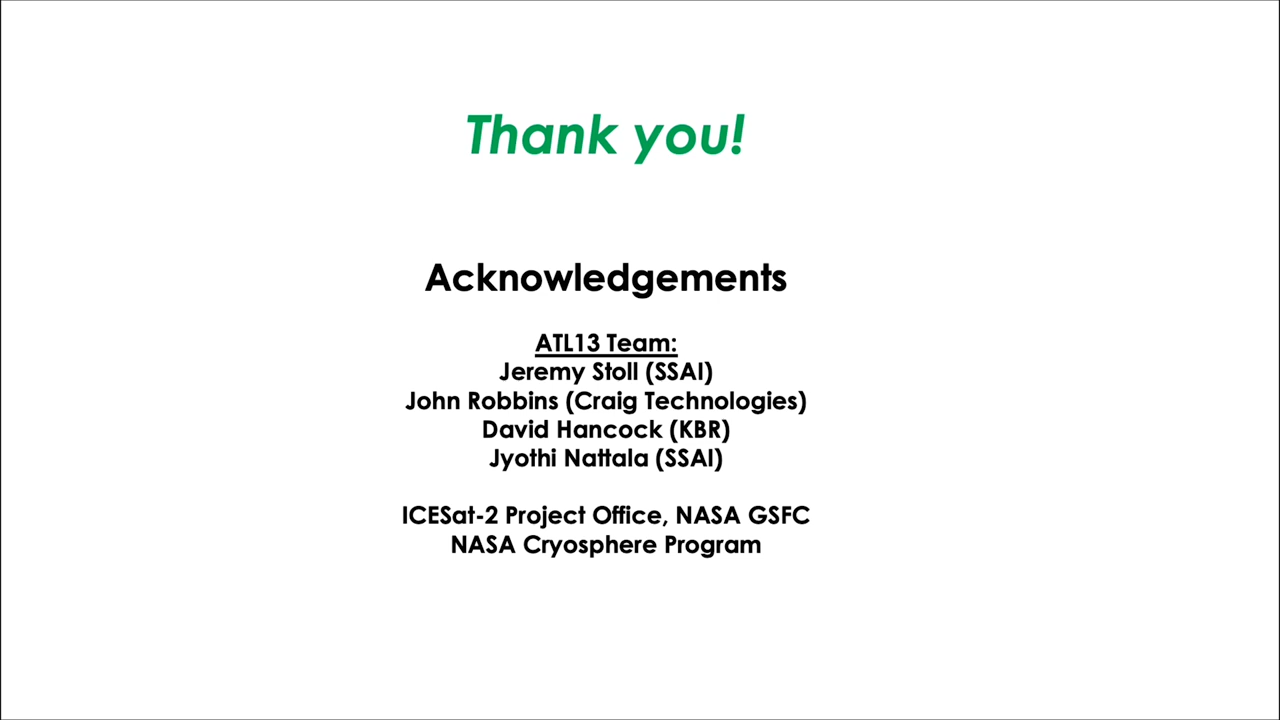 Thank you!
Acknowledgements
ATL13 Team:
Jeremy Stoll (SSAI)
John Robbins (Craig Technologies)
David Hancock (KBR)
Jyothi Nattala (SSAI)
ICESat-2 Project Office, NASA GSFC
NASA Cryosphere Program